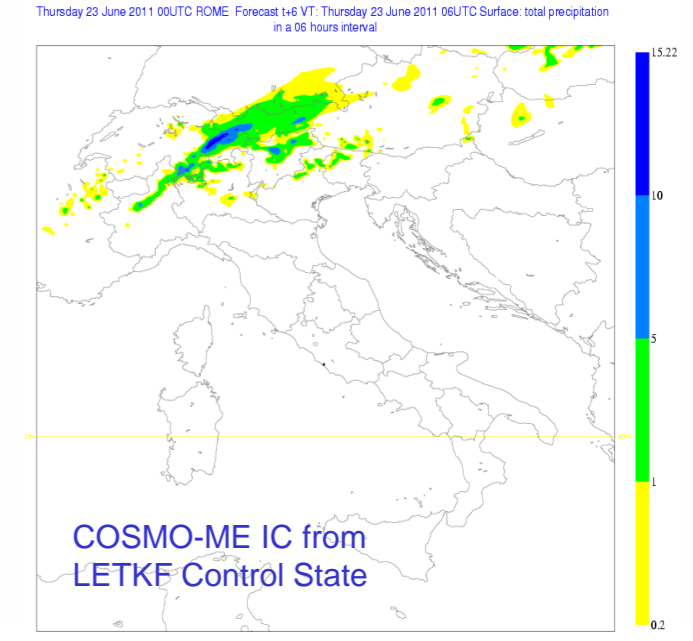 Thursday 23 June 2011 00UTC ROME Forecast t+6 VT: Thursday 23 June 2011 06UTC Surface: total precipitation
in a 06 hours interval
15.22
10
5
1
0.2
COSMO-ME IC from
LETKF Control State